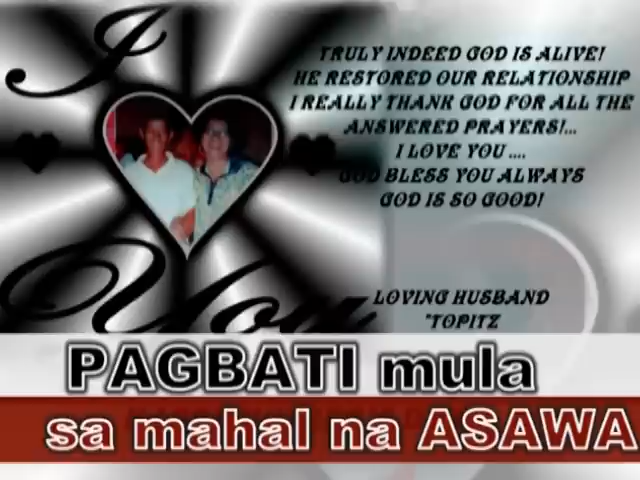 I
You
TRULY INDEED GOD IS ALIVE!
HE RESTORED OUR RELATIONSHIP
I REALLY THANK GOD FOR ALL THE
ANSWERED PRAYERS!...
I LOVE YOU ....
GOD BLESS YOU ALWAYS
GOD IS SO GOOD!
LOVING HUSBAND
"TOPITZ
PAGBATI mula
sa mahal na ASAWA